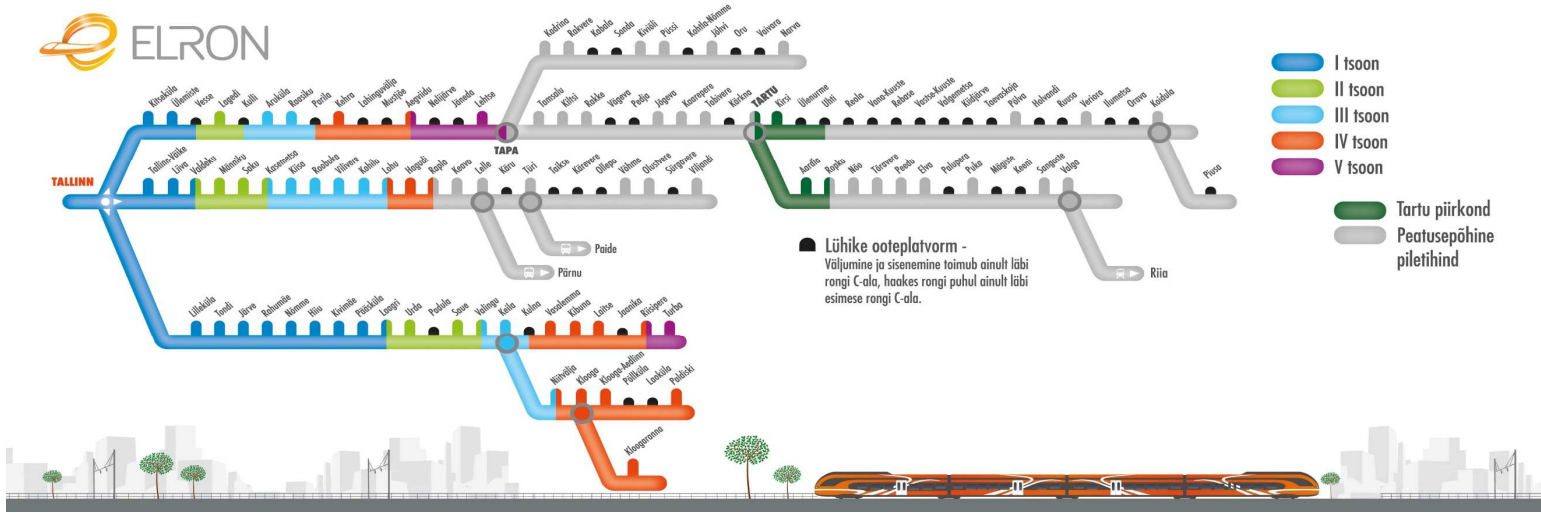 ELRON
Kitseküla
Ülemiste
Vesse
Lagedi
Kulli
Aruküla
Raasiku
Parila
Kehra
Lahinguvälja
Mustjõe
Aegviidu
Nelijärve
Jäneda
Lehtse
TAPA
Kadrina
Rakvere
Kabala
Sonda
Kiviõli
Püssi
Kohtla-Nõmme
Jõhvi
Oru
Vaivara
Narva
Tamsalu
Kiltsi
Rakke
Vägeva
Pedja
Jõgeva
Kaarepere
Tabivere
Kärkna
TARTU
Kirsi
Ülenurme
Uhti
Reola
Vana-Kuuste
Rebase
Vastse-Kuuste
Valgemetsa
Kiidjärve
Taevaskoja
Põlva
Holvandi
Ruusa
Veriora
Ilumetsa
Orava
Koidula
Piusa
TALLINN
Tallinn-Väike
Liiva
Valdeku
Männiku
Saku
Kasemetsa
Kiisa
Roobuka
Vilivere
Kohila
Lohu
Hagudi
Rapla
Keava
Lelle
Käru
Türi
Taikse
Kärevere
Ollepa
Võhma
Olustvere
Sürgavere
Viljandi
Paide
Pärnu
Aardla
Ropka
Nõo
Tõravere
Peedu
Elva
Palupera
Puka
Mägiste
Keeni
Sangaste
Valga
Riia
Lilleküla
Tondi
Järve
Rahumäe
Nõmme
Hiiu
Kivimäe
Pääsküla
Laagri
Urda
Padula
Saue
Valingu
Keila
Kulna
Vasalemma
Kibuna
Laitse
Jaanika
Riisipere
Turba
Niitvälja
Klooga
Klooga-Aedlinn
Põllküla
Laoküla
Paldiski
Kloogaranna
I tsoon
II tsoon
III tsoon
IV tsoon
V tsoon
Tartu piirkond
Peatusepõhine
piletihind
Lühike ooteplatvorm -
Väljumine ja sisenemine toimub ainult läbi
rongi C-ala, haakes rongi puhul ainult läbi
esimese rongi C-ala.